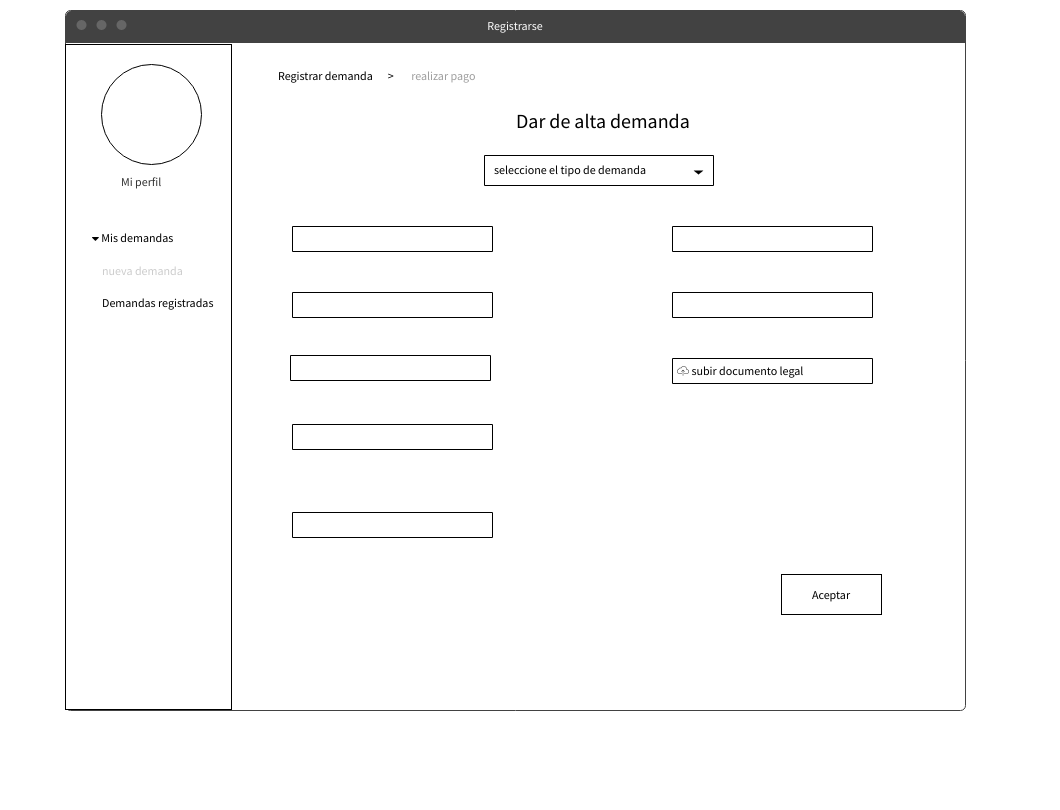 Registrarse
Mi perfil
Mis demandas
nueva demanda
Demandas registradas
Registrar demanda > realizar pago
Dar de alta demanda
seleccione el tipo de demanda
subir documento legal
Aceptar